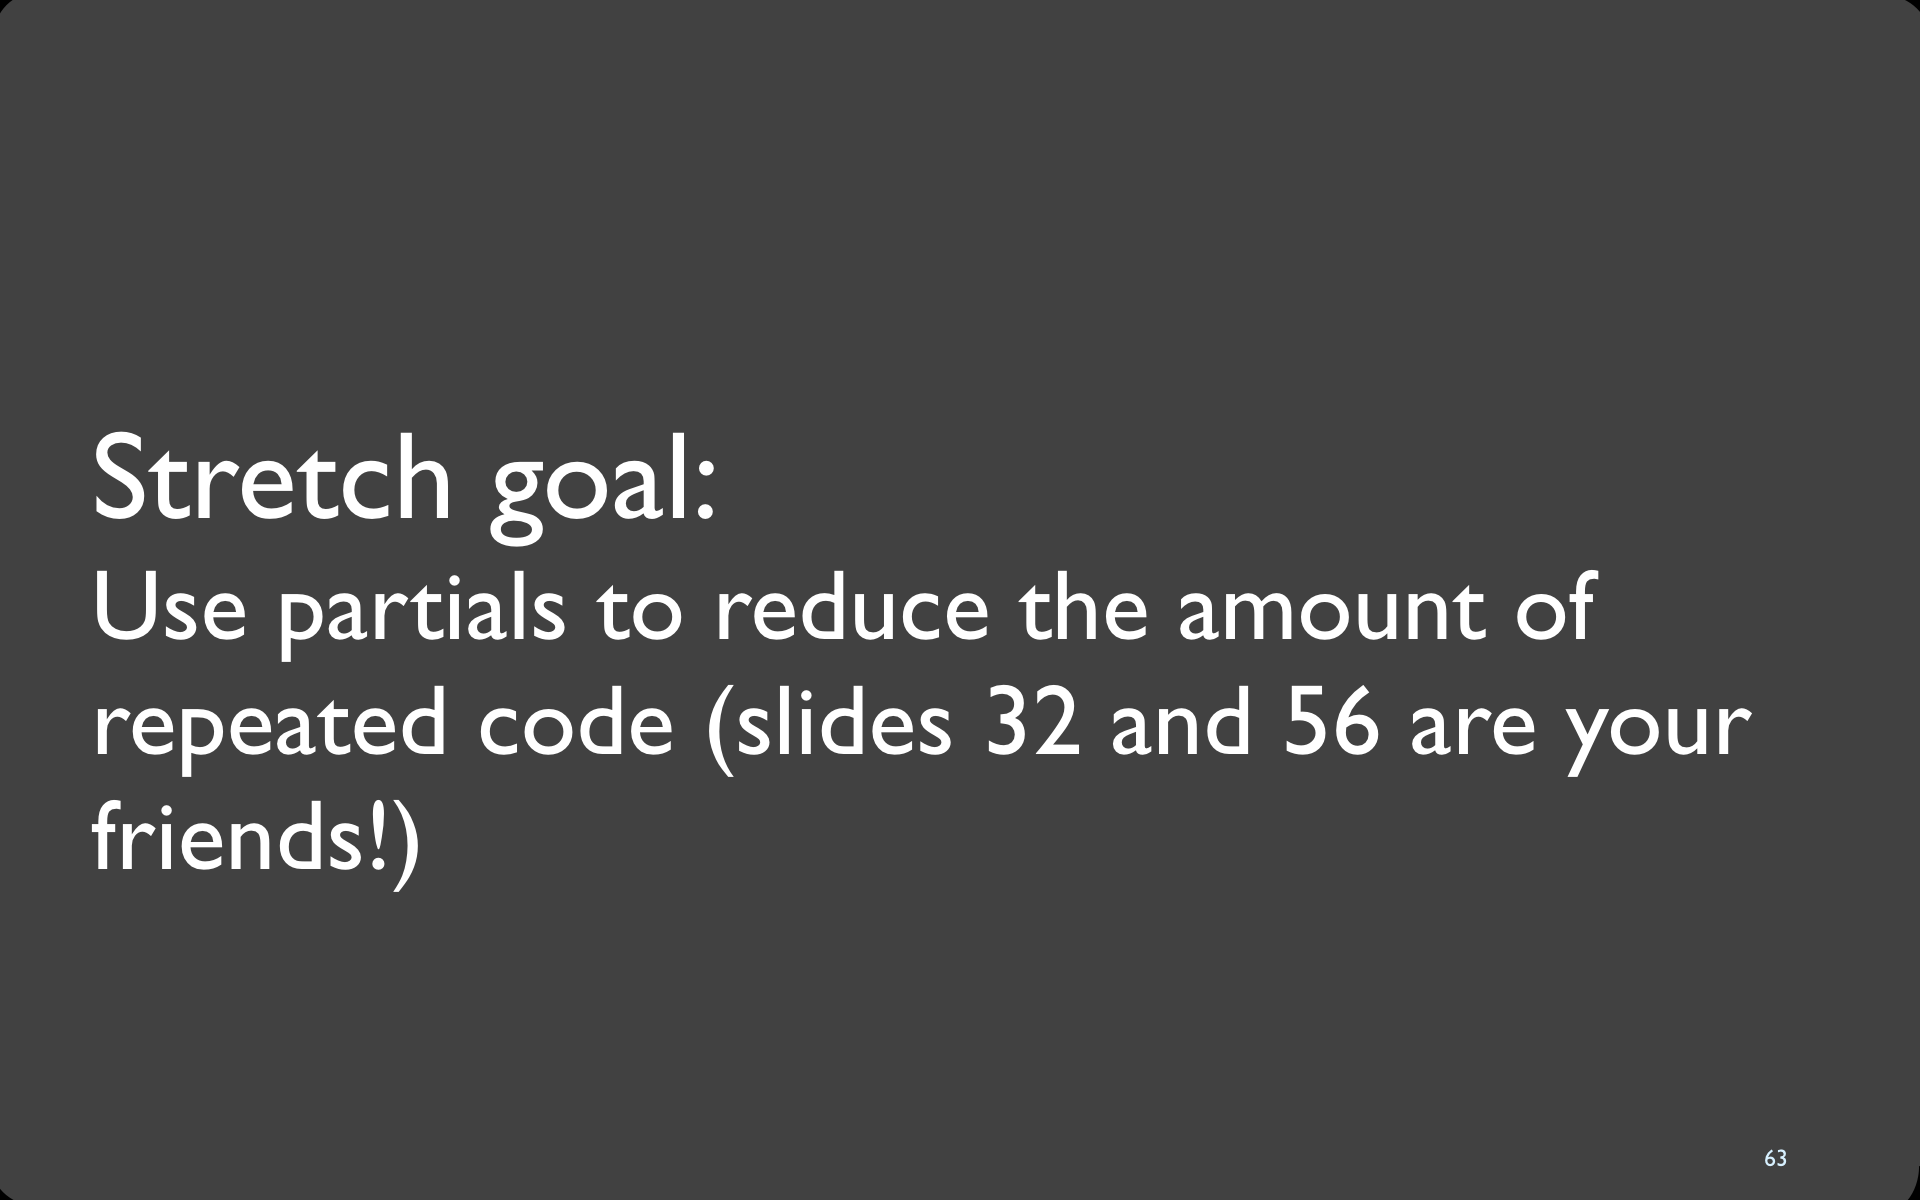 Stretch goal:
Use partials to reduce the amount of
repeated code (slides 32 and 56 are your
friends!)
63